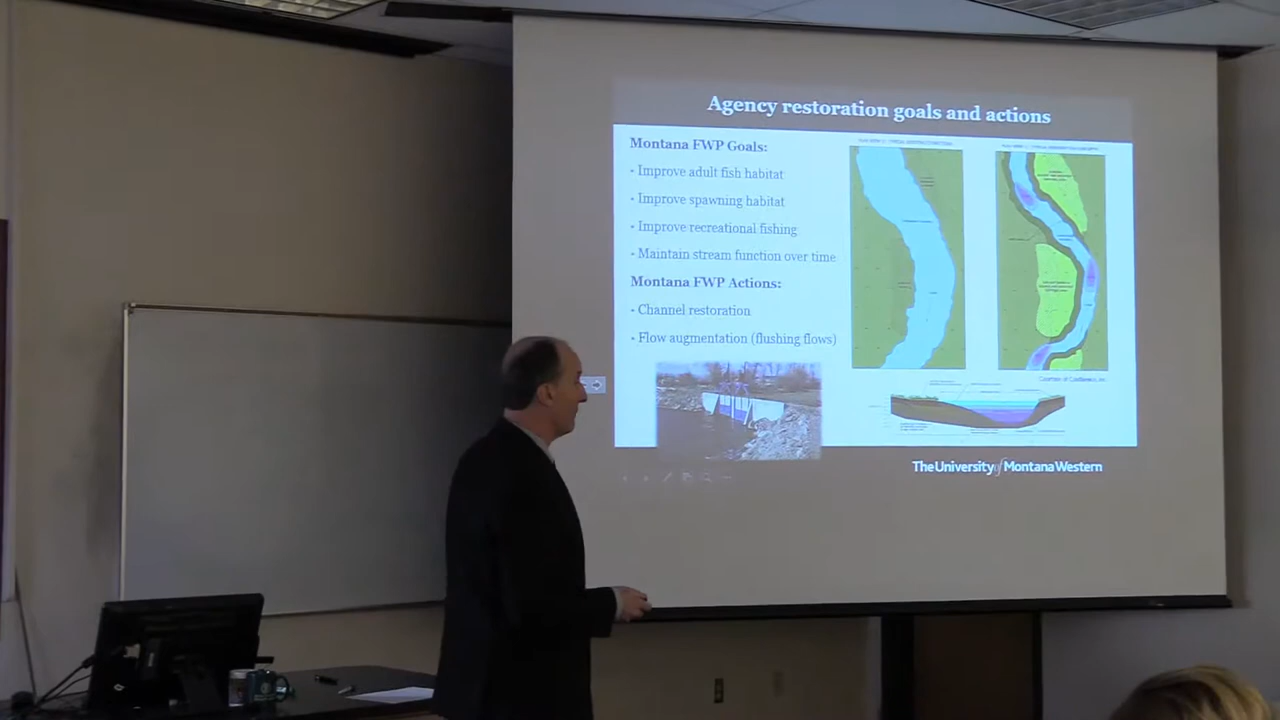 Agency restoration goals and actions
Montana FWP Goals:
- Improve adult fish habitat
- Improve spawning habitat
- Improve recreational fishing
- Maintain stream function over time
Montana FWP Actions:
- Channel restoration
- Flow augmentation (flushing flows)
The University of Montana Western